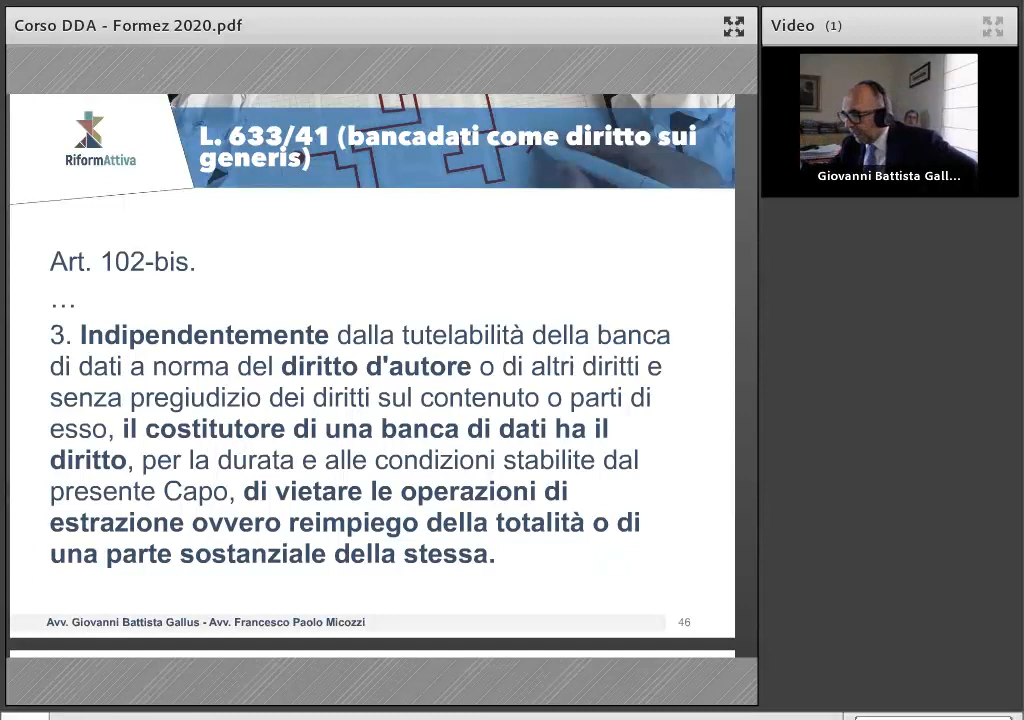 Corso DDA - Formez 2020.pdf
Video (1)
RiformAttiva
L. 633/41 (bancadati come diritto sui
generis)
Giovanni Battista Gall...
Art. 102-bis.
…
3. Indipendentemente dalla tutelabilità della banca
di dati a norma del diritto d'autore o di altri diritti e
senza pregiudizio dei diritti sul contenuto o parti di
esso, il costitutore di una banca di dati ha il
diritto, per la durata e alle condizioni stabilite dal
presente Capo, di vietare le operazioni di
estrazione ovvero reimpiego della totalità o di
una parte sostanziale della stessa.
Avv. Giovanni Battista Gallus - Avv. Francesco Paolo Micozzi
46